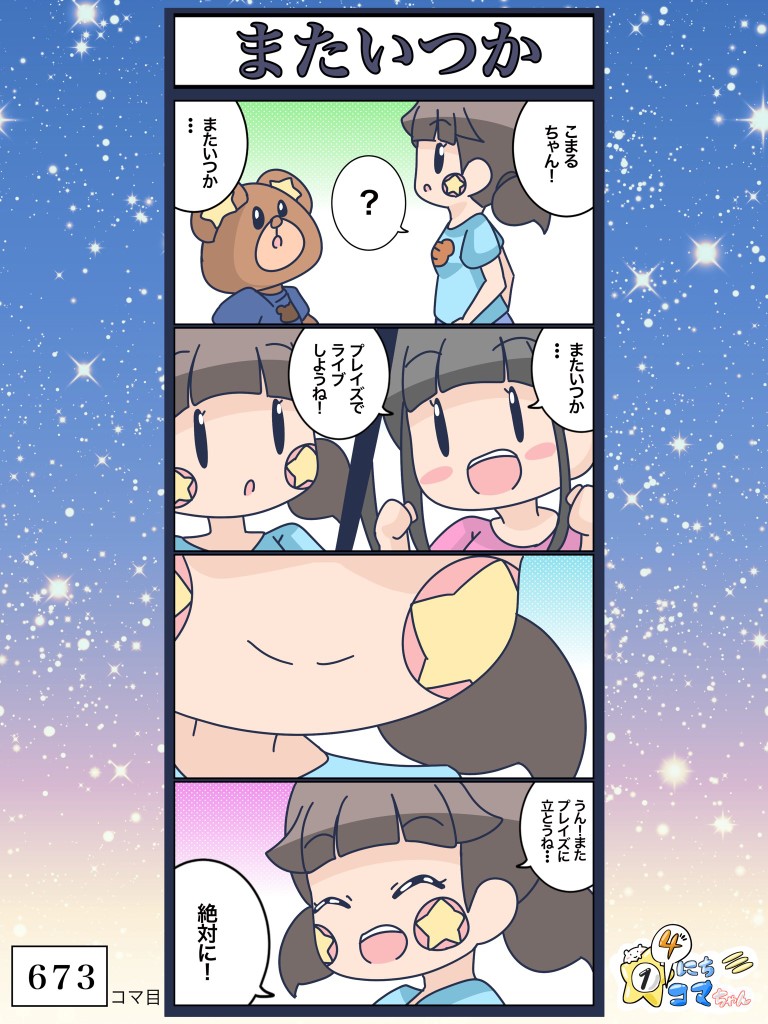 またいつか
こまる
ちゃん！
？
またいつか
…
またいつか
…
プレイズで
ライブ
しようね！
うん！また
プレイズに
立とうね…
絶対に！
673
コマ目
4
1
にち
コマちゃん